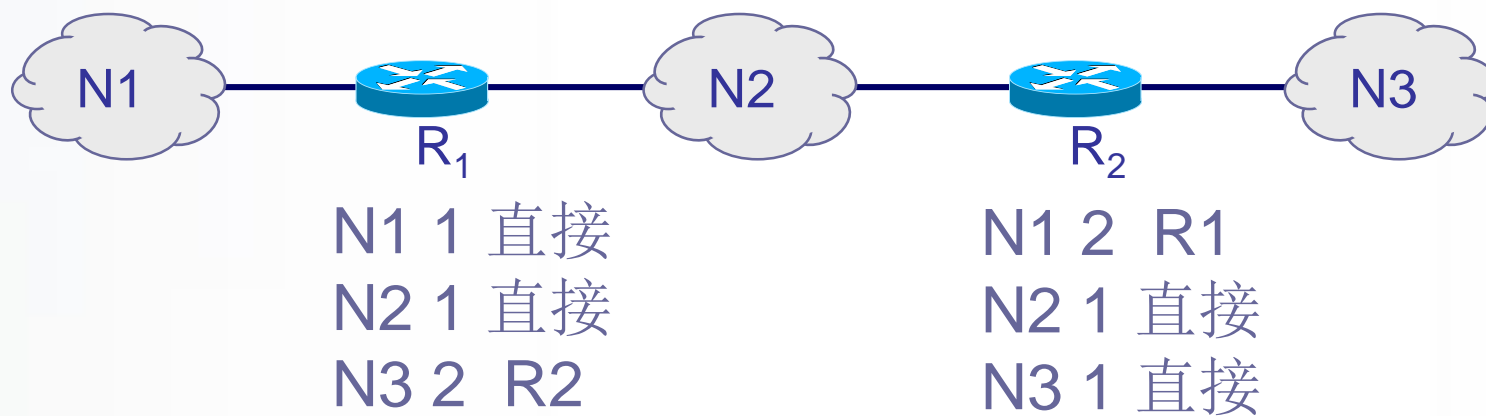 N1
N2
N3
R1
R2
N1 1 直接
N2 1 直接
N3 2 R2
N1 2 R1
N2 1 直接
N3 1 直接